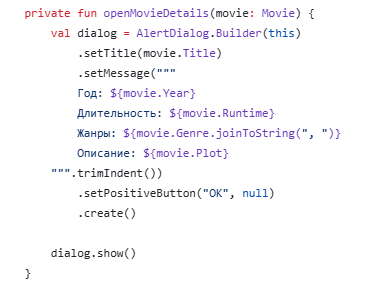 private fun openMovieDetails(movie: Movie) {
    val dialog = AlertDialog.Builder(this)
        .setTitle(movie.Title)
        .setMessage("""
        Год: ${movie.Year}
        Длительность: ${movie.Runtime}
        Жанры: ${movie.Genre.joinToString(", ")}
        Описание: ${movie.Plot}
    """.trimIndent())
        .setPositiveButton("OK", null)
        .create()

    dialog.show()
}